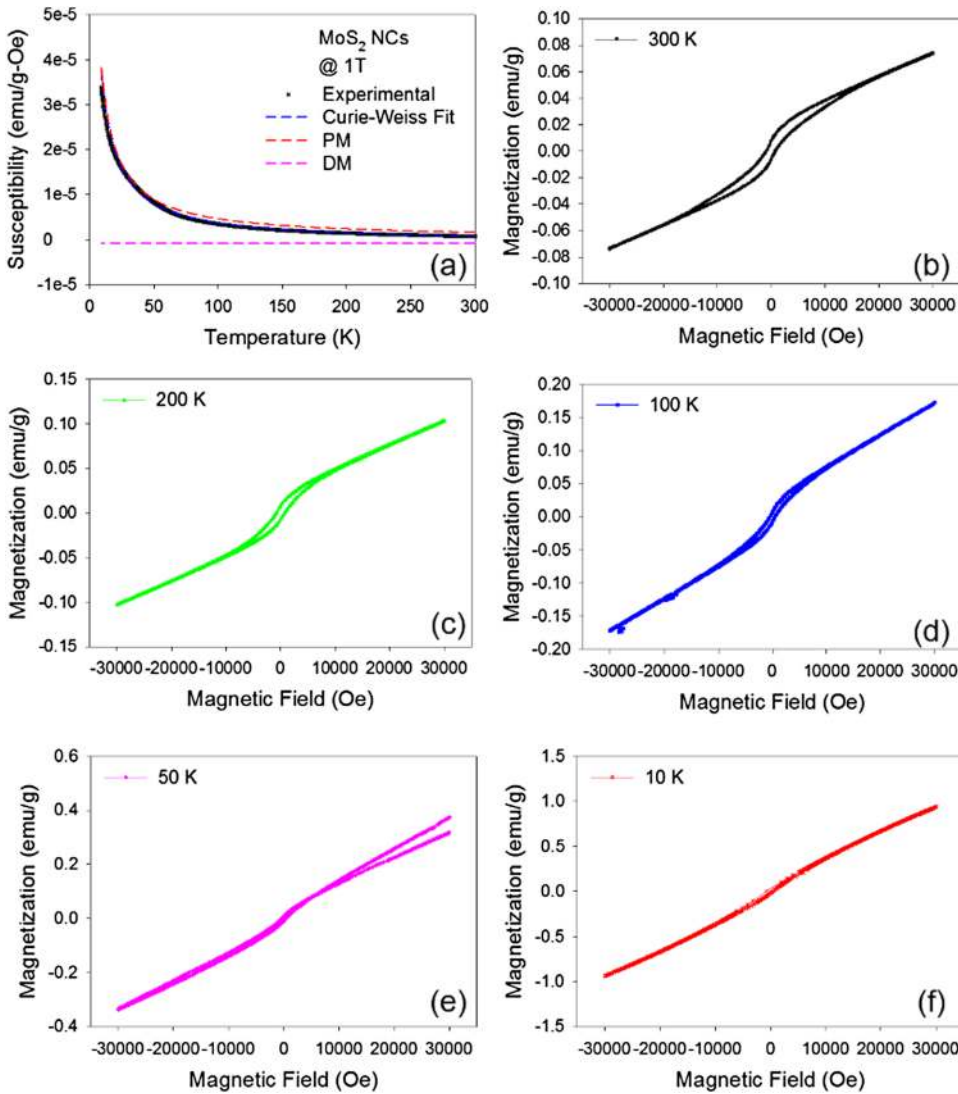 5e-5
4e-5
3e-5
2e-5
1e-5
0
-1e-5
Susceptibility (emu/g-Oe)
MoS2 NCs
@ 1T
Experimental
Curie-Weiss Fit
PM
DM
(a)
0 50 100 150 200 250 300
Temperature (K)
0.10
0.08
0.06
0.04
0.02
0.00
-0.02
-0.04
-0.06
0.08
0.10
Magnetization (emu/g)
300 K
(b)
-30000 -20000 -10000 0 10000 20000 30000
Magnetic Field (Oe)
0.15
0.10
0.05
0.00
-0.05
-0.10
-0.15
Magnetization (emu/g)
200 K
(c)
-30000 -20000 -10000 0 10000 20000 30000
Magnetic Field (Oe)
0.20
0.15
0.10
0.05
0.00
-0.05
-0.10
-0.15
-0.20
Magnetization (emu/g)
100 K
(d)
-30000 -20000 -10000 0 10000 20000 30000
Magnetic Field (Oe)
0.6
0.4
0.2
0.0
-0.2
-0.4
Magnetization (emu/g)
50 K
(e)
-30000 -20000 -10000 0 10000 20000 30000
Magnetic Field (Oe)
1.5
1.0
0.5
0.0
-0.5
-1.0
-1.5
Magnetization (emu/g)
10 K
(f)
-30000 -20000 -10000 0 10000 20000 30000
Magnetic Field (Oe)